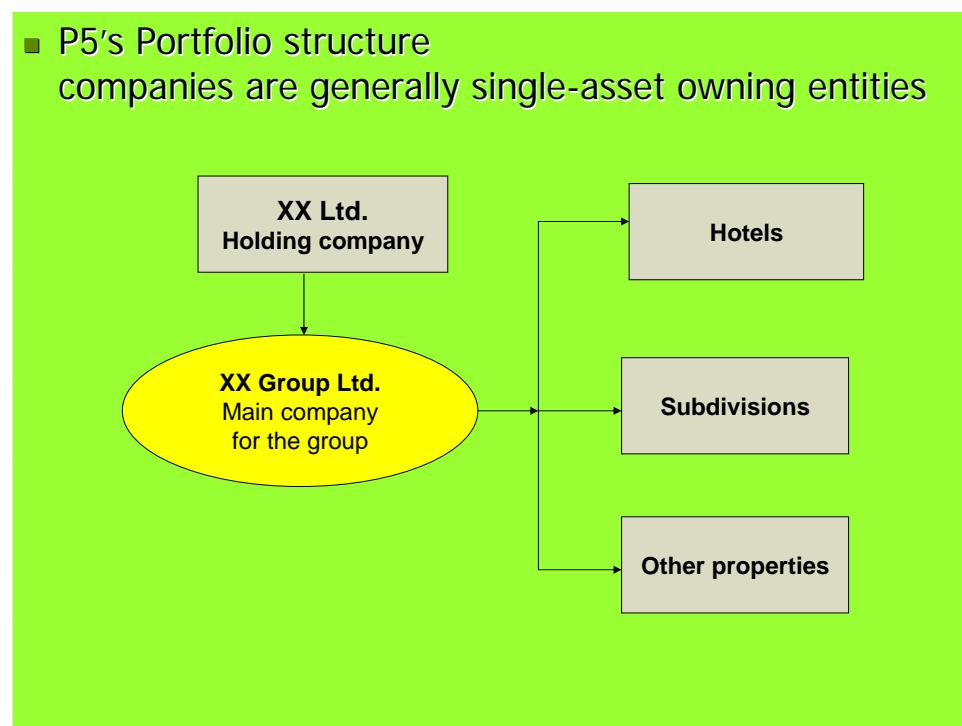 P5's Portfolio structure
companies are generally single-asset owning entities
XX Ltd.
Holding company
Hotels
XX Group Ltd.
Main company
for the group
Subdivisions
Other properties